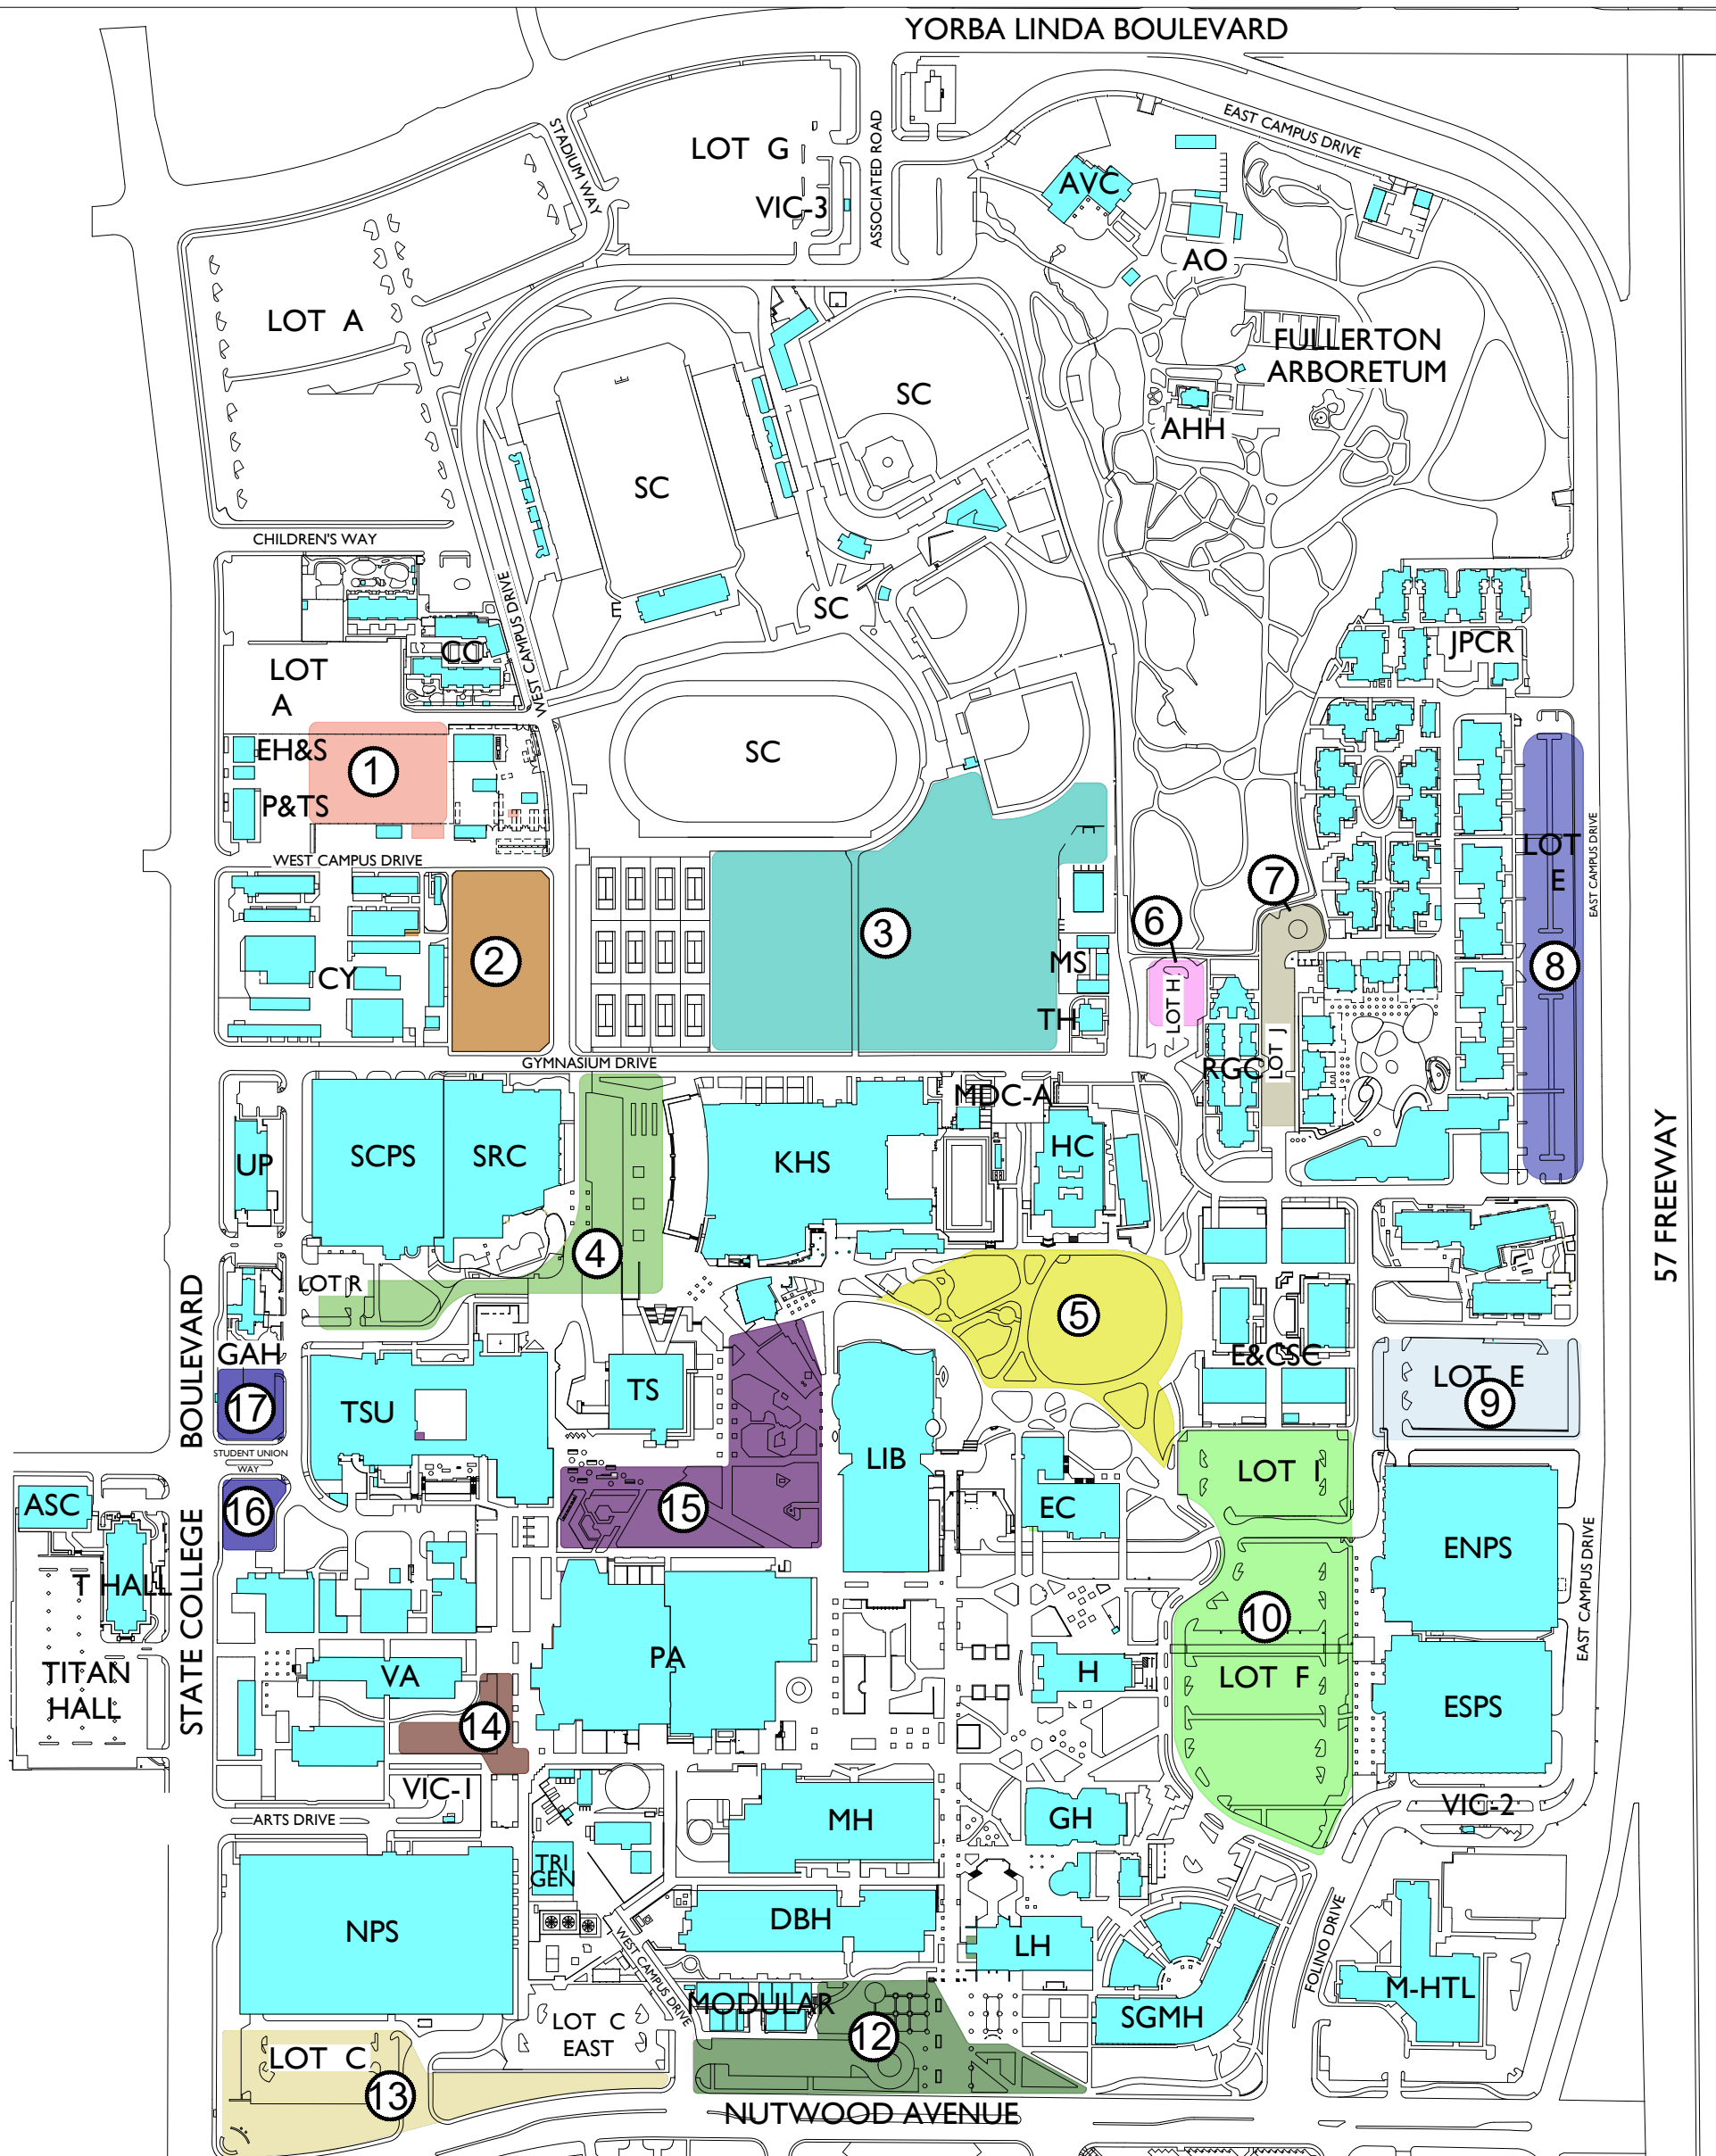 YORBA LINDA BOULEVARD
EAST CAMPUS DRIVE
STADIUM WAY
LOT G
ASSOCIATED ROAD
AVC
VIC-3
AO
LOT A
FULLERTON
ARBORETUM
SC
AHH
SC
CHILDREN'S WAY
WEST CAMPUS DRIVE
E
SC
CC
JPCR
LOT
A
EH&S
1
SC
P&TS
LOT
E
EAST CAMPUS DRIVE
WEST CAMPUS DRIVE
7
6
3
2
8
CY
MS
LOT H
TH
LOT J
GYMNASIUM DRIVE
RGC
MDC-A
57 FREEWAY
UP
SCPS
SRC
KHS
HC
4
LOT R
5
BOULEVARD
GAH
E&CSC
LOT E
9
17
TSU
TS
STUDENT UNION
WAY
LIB
LOT I
ASC
16
15
EC
ENPS
STATE COLLEGE
T HALL
EAST CAMPUS DRIVE
10
TITAN
HALL
VA
PA
H
LOT F
ESPS
14
VIC-1
VIC-2
ARTS DRIVE
MH
GH
TRI
GEN
NPS
DBH
LH
WEST CAMPUS DRIVE
FOLINO DRIVE
M-HTL
MODULAR
SGMH
LOT C
EAST
12
LOT C
13
NUTWOOD AVENUE